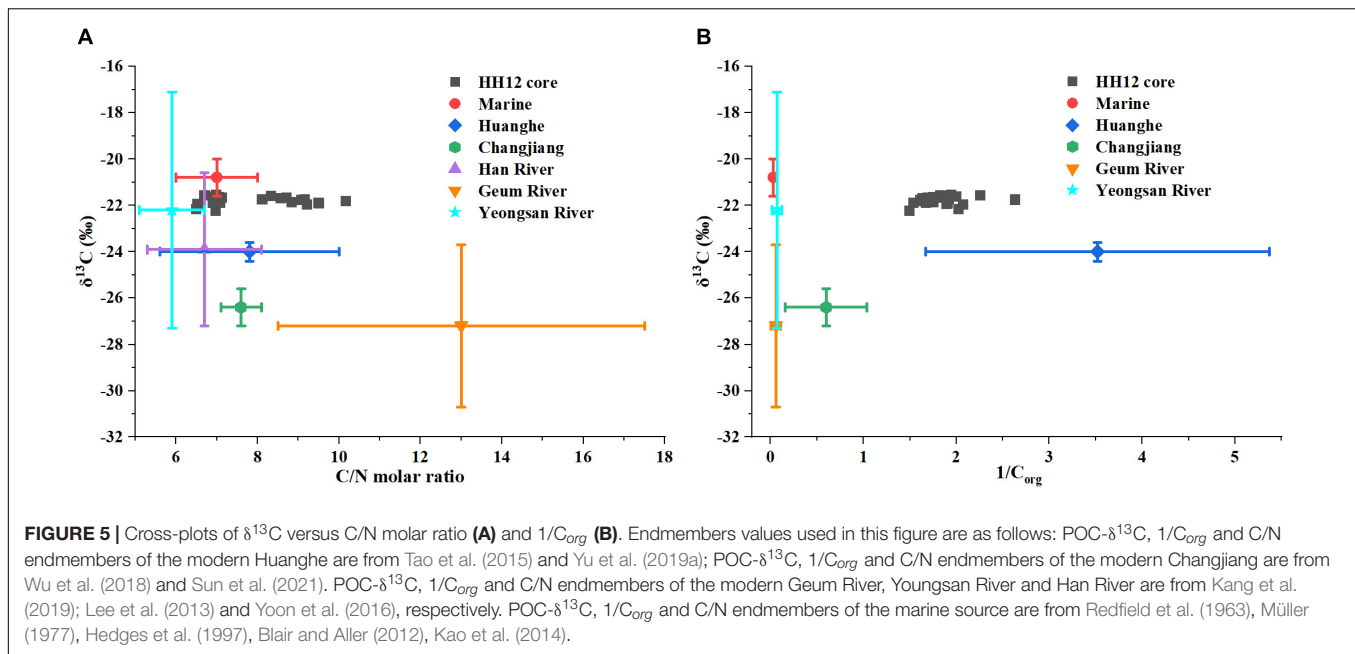 A
B
-16
-18
-20
-22
-24
-26
-28
-30
-32
δ¹³C (‰)
6 8 10 12 14 16 18
C/N molar ratio
HH12 core
Marine
Huanghe
Changjiang
Han River
Geum River
Yeongsan River
-16
-18
-20
-22
-24
-26
-28
-30
-32
δ¹³C (‰)
0 1 2 3 4 5
1/Corg
HH12 core
Marine
Huanghe
Changjiang
Geum River
Yeongsan River
FIGURE 5 | Cross-plots of δ¹³C versus C/N molar ratio (A) and 1/Corg (B). Endmembers values used in this figure are as follows: POC-δ¹³C, 1/Corg and C/N
endmembers of the modern Huanghe are from Tao et al. (2015) and Yu et al. (2019a); POC-δ¹³C, 1/Corg and C/N endmembers of the modern Changjiang are from
Wu et al. (2018) and Sun et al. (2021). POC-δ¹³C, 1/Corg and C/N endmembers of the modern Geum River, Youngsan River and Han River are from Kang et al.
(2019); Lee et al. (2013) and Yoon et al. (2016), respectively. POC-δ¹³C, 1/Corg and C/N endmembers of the marine source are from Redfield et al. (1963), Müller
(1977), Hedges et al. (1997), Blair and Aller (2012), Kao et al. (2014).